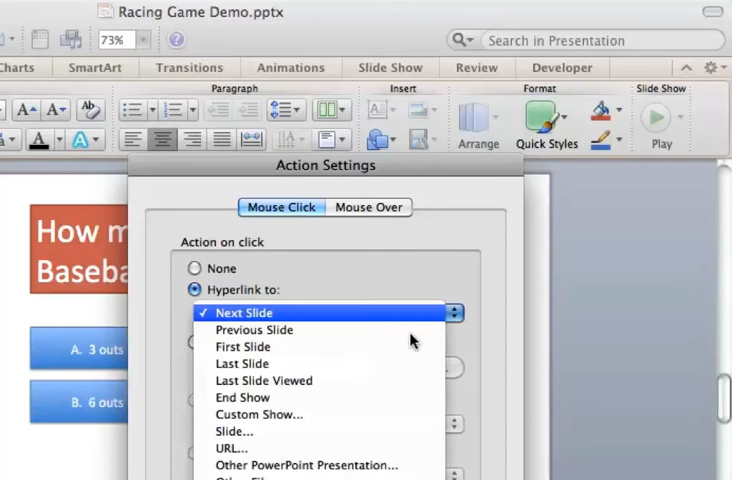 Racing Game Demo.pptx
73%
Search in Presentation
Charts SmartArt Transitions Animations Slide Show Review Developer
Paragraph Insert Format Slide Show
Arrange Quick Styles Play
Action Settings
Mouse Click Mouse Over
How
Action on click
None
Hyperlink to:
Next Slide
Previous Slide
First Slide
A. 3 outs
Last Slide
Last Slide Viewed
End Show
B. 6 outs
Custom Show...
Slide...
URL...
Other PowerPoint Presentation...